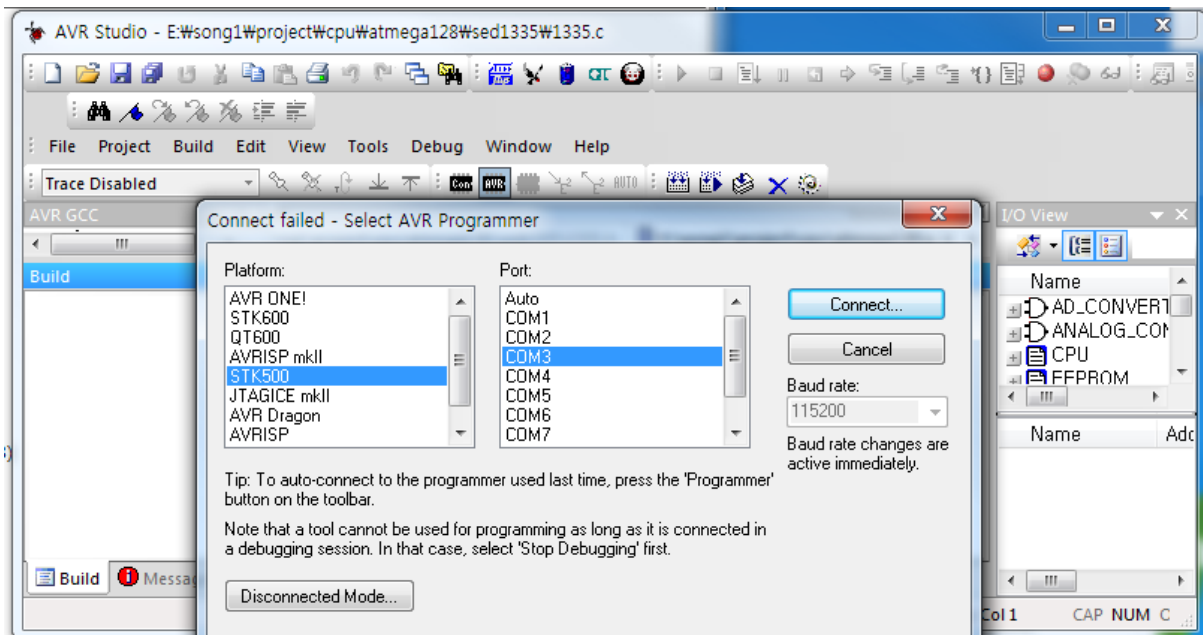 AVR Studio - E:₩song1₩project₩cpu₩atmega128₩sed1335₩1335.c
File Project Build Edit View Tools Debug Window Help
Trace Disabled
Con
AVR
AUTO
AVR GCC
I/O View
Connect failed - Select AVR Programmer
Build
Name
AD_CONVERT
ANALOG_COM
CPU
EEPROM
Platform:
AVR ONE!
STK600
QT600
AVRISP mkII
STK500
JTAGICE mkII
AVR Dragon
AVRISP
Port:
Auto
COM1
COM2
COM3
COM4
COM5
COM6
COM7
Connect...
Cancel
Baud rate:
115200
Baud rate changes are
active immediately.
Name Add
Tip: To auto-connect to the programmer used last time, press the 'Programmer'
button on the toolbar.
Note that a tool cannot be used for programming as long as it is connected in
a debugging session. In that case, select 'Stop Debugging' first.
Disconnected Mode...
Build
Messag
Col 1 CAP NUM